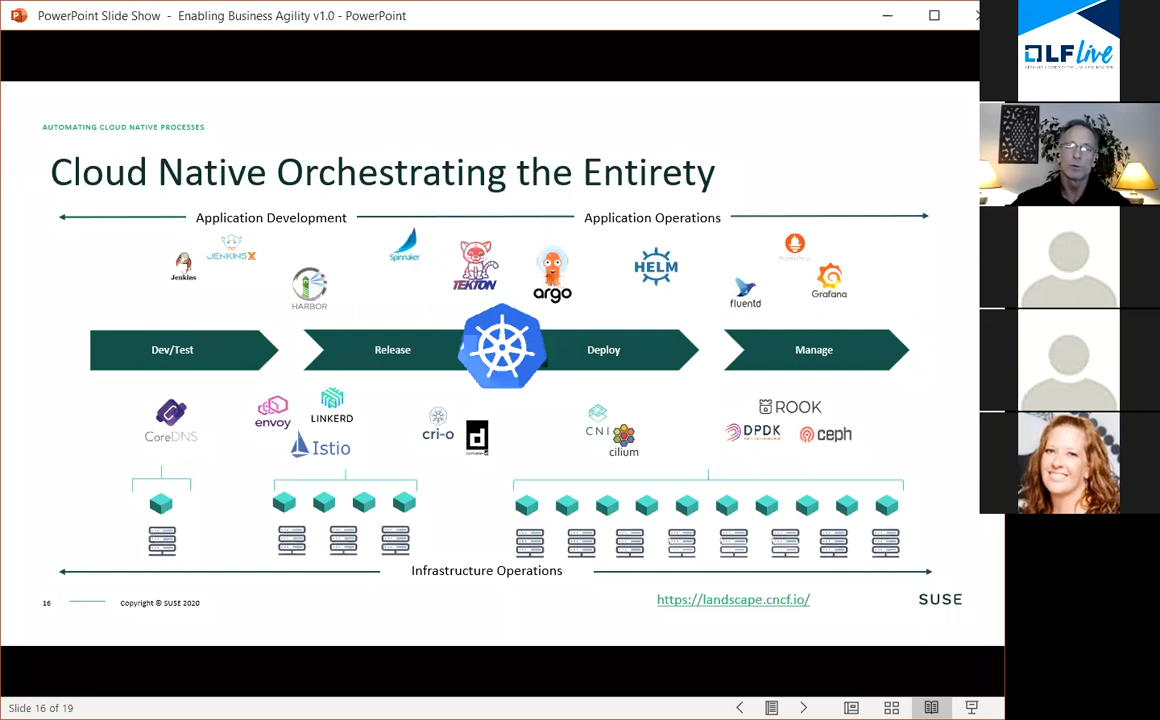 PowerPoint Slide Show - Enabling Business Agility v1.0 - PowerPoint
LF Live
AUTOMATING CLOUD NATIVE PROCESSES
Cloud Native Orchestrating the Entirety
Application Development
Application Operations
Jenkins
JENKINS X
HARBOR
Spinnaker
TEKTON
argo
HELM
fluentd
Prometheus
Grafana
Dev/Test
Release
Deploy
Manage
CoreDNS
envoy
LINKERD
Istio
cri-o
d
containerd
CNI
cilium
ROOK
DPDK
ceph
Infrastructure Operations
16
Copyright © SUSE 2020
https://landscape.cncf.io/
SUSE
Slide 16 of 19